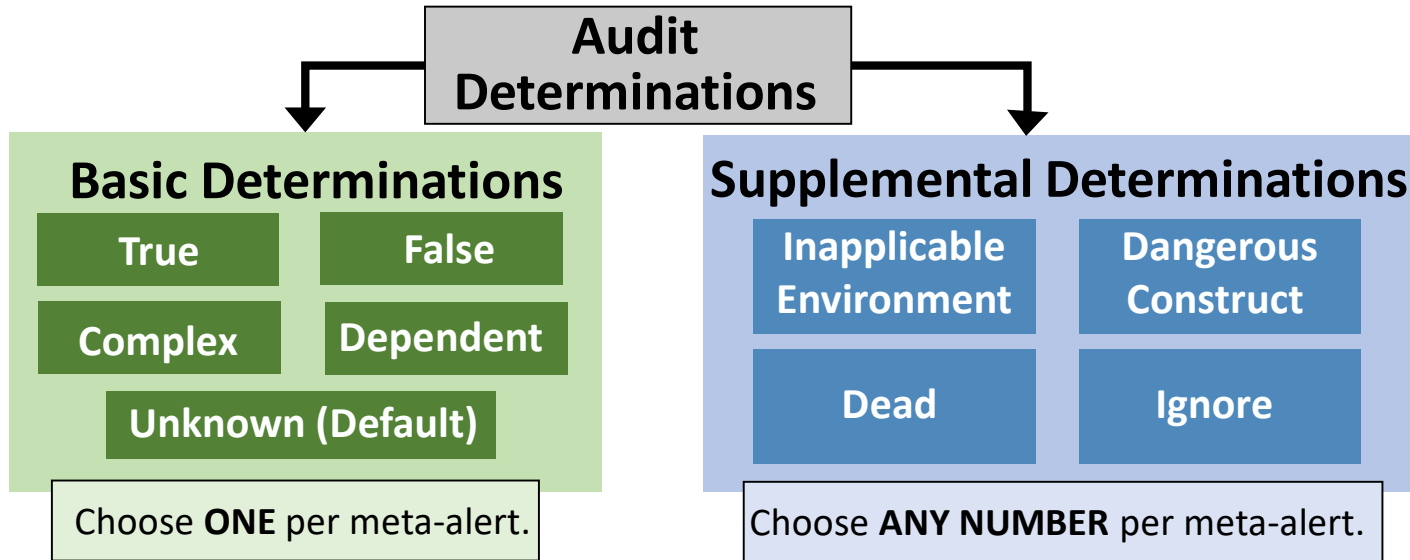 Audit
Determinations
Basic Determinations
True
False
Complex
Dependent
Unknown (Default)
Choose ONE per meta-alert.
Supplemental Determinations
Inapplicable
Environment
Dangerous
Construct
Dead
Ignore
Choose ANY NUMBER per meta-alert.